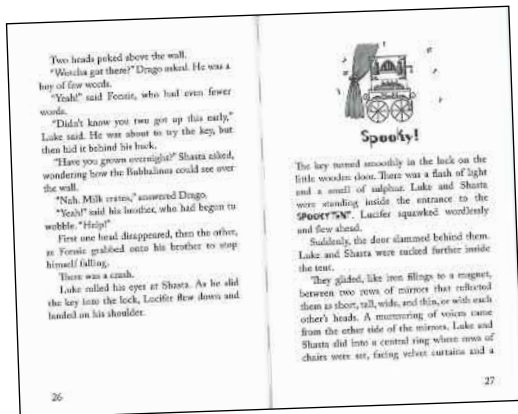 Two heads poked above the wall.
"Wotcha got there?" Drago asked. He was a
boy of few words.
"Yeah!" said Fonsie, who had even fewer
words.
"Didn't know you two got up this early,"
Luke said. He was about to try the key, but
then hid it behind his back.
"Have you grown overnight?" Shasta asked,
wondering how the Bubbalinos could see over
the wall.
"Nah. Milk crates," answered Drago.
"Yeah!" said his brother, who had begun to
wobble. "Help!"
First one head disappeared, then the other,
as Fonsie grabbed onto his brother to stop
himself falling.
There was a crash.
Luke rolled his eyes at Shasta. As he slid
the key into the lock, Lucifer flew down and
landed on his shoulder.
26
Spooky!
The key turned smoothly in the lock on the
little wooden door. There was a flash of light
and a smell of sulphur. Luke and Shasta
were standing inside the entrance to the
SPOOKY TENT. Lucifer squawked wordlessly
and flew ahead.
Suddenly, the door slammed behind them.
Luke and Shasta were sucked further inside
the tent.
They glided, like iron filings to a magnet,
between two rows of mirrors that reflected
them as short, tall, wide, and thin, or with each
other's heads. A murmuring of voices came
from the other side of the mirrors. Luke and
Shasta slid into a central ring where rows of
chairs were set, facing velvet curtains and a
27